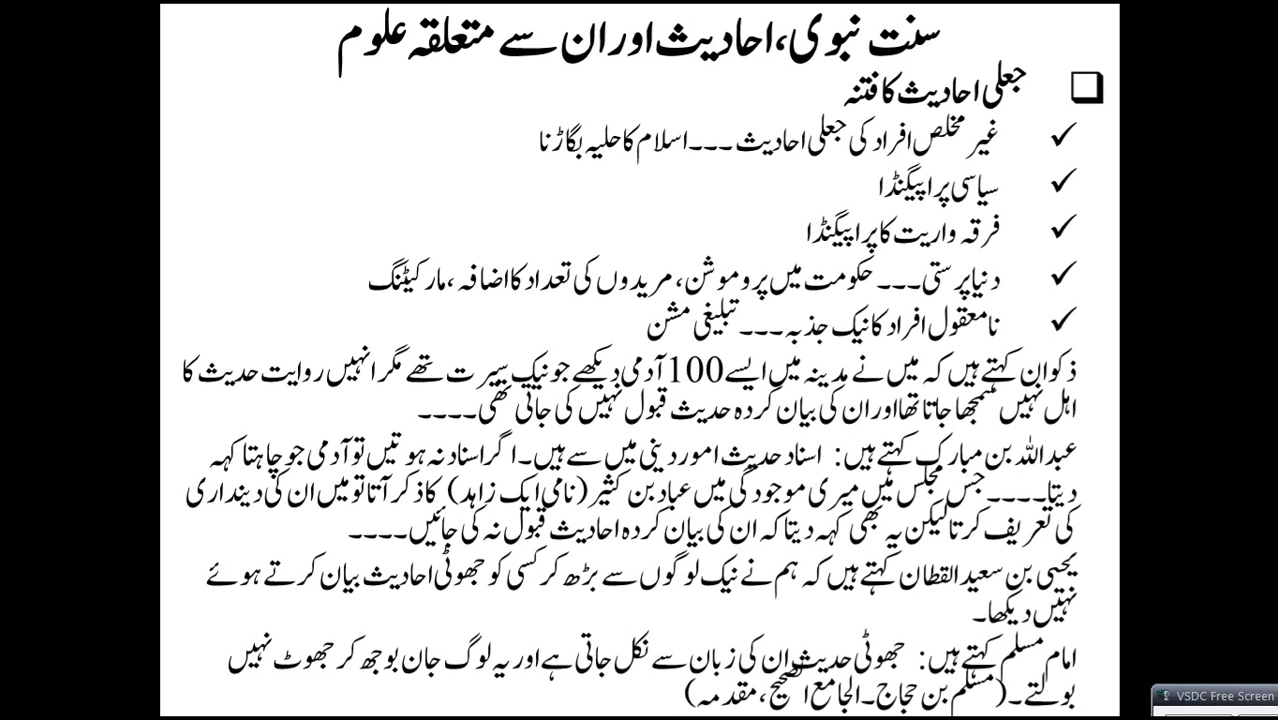 سنت نبوی، احادیث اور ان سے متعلقہ علوم
جعلی احادیث کا فتنہ
غیر مخلص افراد کی جعلی احادیث ۔۔۔ اسلام کا حلیہ بگاڑنا
سیاسی پراپیگنڈا
فرقہ واریت کا پراپیگنڈا
دنیا پرستی ۔۔۔ حکومت میں پروموشن، مریدوں کی تعداد کا اضافہ، مارکیٹنگ
نامعقول افراد کا نیک جذبہ ۔۔۔ تبلیغی مشن
ذکوان کہتے ہیں کہ میں نے مدینہ میں ایسے 100 آدمی دیکھے جو نیک سیرت تھے مگر انہیں روایت حدیث کا
اہل نہیں سمجھا جاتا تھا اور ان کی بیان کردہ حدیث قبول نہیں کی جاتی تھی۔۔۔۔
عبداللہ بن مبارک کہتے ہیں: اسناد حدیث امور دینی میں سے ہیں۔ اگر اسناد نہ ہوتیں تو آدمی جو چاہتا کہہ
دیتا۔۔۔۔ جس مجلس میں میری موجودگی میں عباد بن کثیر (نامی ایک زاہد) کا ذکر آتا تو میں ان کی دینداری
کی تعریف کرتا لیکن یہ بھی کہہ دیتا کہ ان کی بیان کردہ احادیث قبول نہ کی جائیں۔۔۔۔
یحیی بن سعید القطان کہتے ہیں کہ ہم نے نیک لوگوں سے بڑھ کر کسی کو جھوٹی احادیث بیان کرتے ہوئے
نہیں دیکھا۔
امام مسلم کہتے ہیں: جھوٹی حدیث ان کی زبان سے نکل جاتی ہے اور یہ لوگ جان بوجھ کر جھوٹ نہیں
بولتے۔ (مسلم بن حجاج۔ الجامع الصحیح، مقدمہ)
VSDC Free Screen